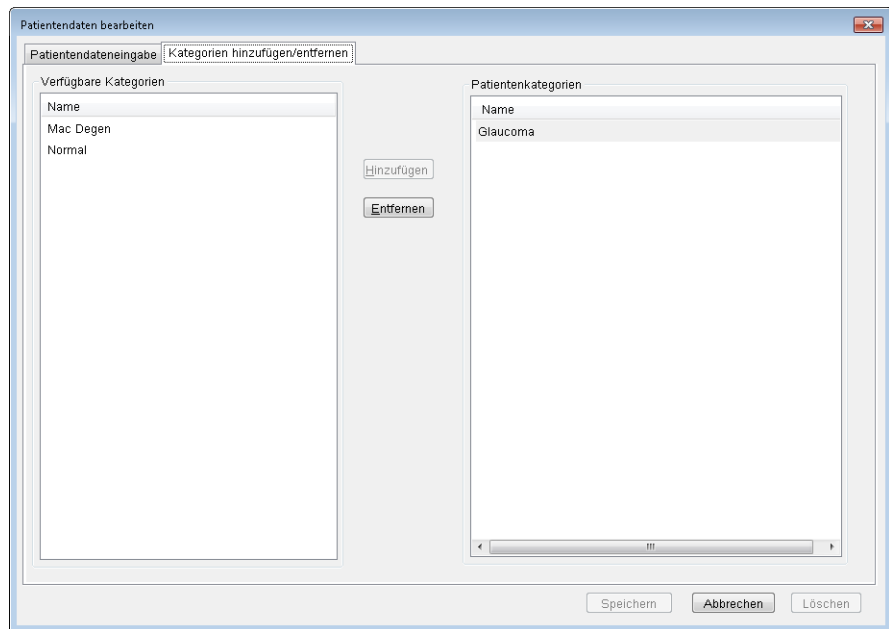 Patientendaten bearbeiten
Patientendateneingabe Kategorien hinzufügen/entfernen
Verfügbare Kategorien
Name
Mac Degen
Normal
Hinzufügen
Entfernen
Patientenkategorien
Name
Glaucoma
Speichern Abbrechen Löschen